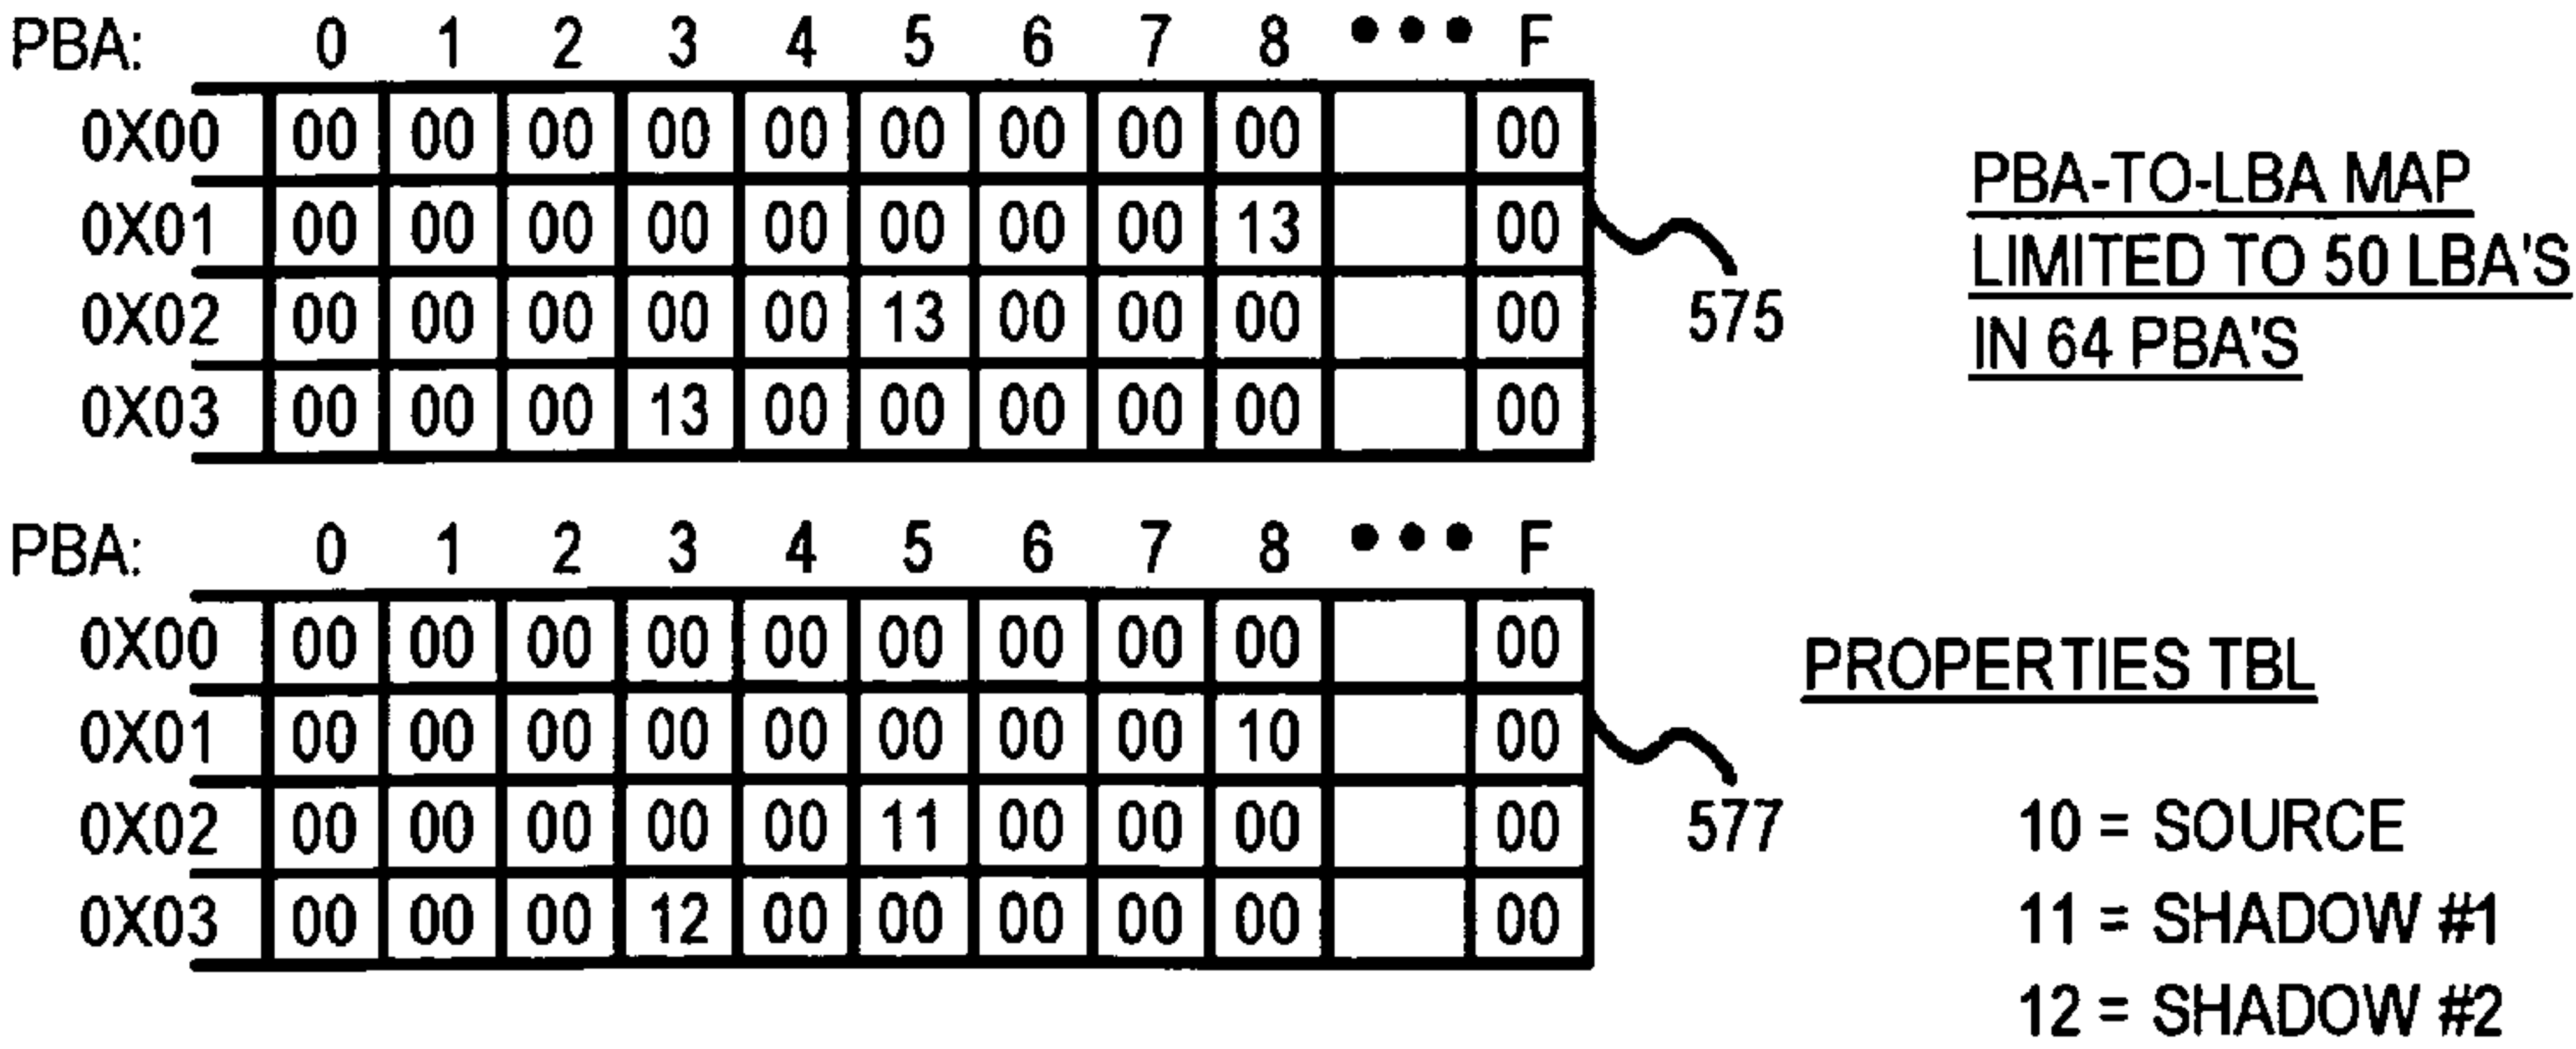 PBA: 0 1 2 3 4 5 6 7 8 ••• F
0X00 00 00 00 00 00 00 00 00 00 00
0X01 00 00 00 00 00 00 00 00 13 00
0X02 00 00 00 00 00 13 00 00 00 00
0X03 00 00 00 13 00 00 00 00 00 00
575
PBA-TO-LBA MAP
LIMITED TO 50 LBA'S
IN 64 PBA'S
PBA: 0 1 2 3 4 5 6 7 8 ••• F
0X00 00 00 00 00 00 00 00 00 00 00
0X01 00 00 00 00 00 00 00 00 10 00
0X02 00 00 00 00 00 11 00 00 00 00
0X03 00 00 00 12 00 00 00 00 00 00
577
PROPERTIES TBL
10 = SOURCE
11 = SHADOW #1
12 = SHADOW #2